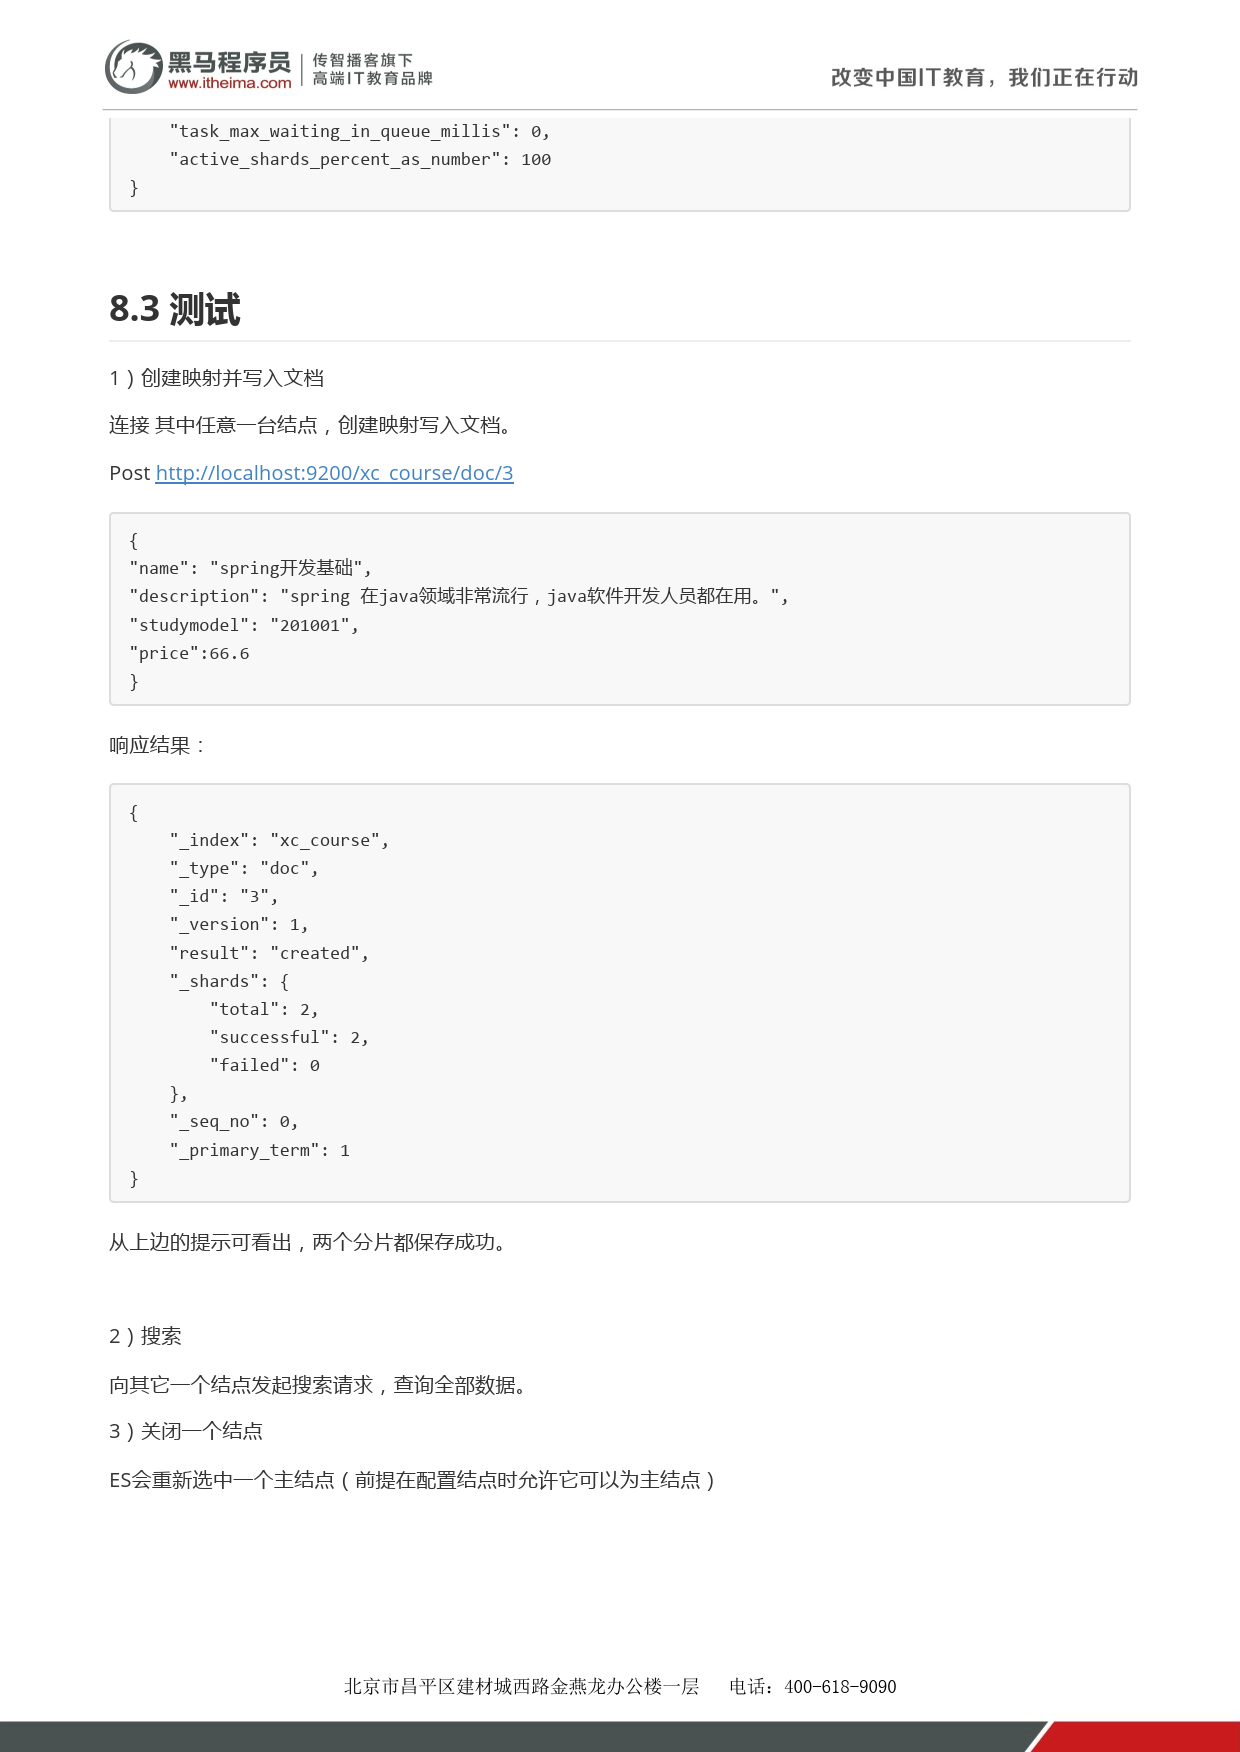 黑马程序员
www.itheima.com
传智播客旗下
高端IT教育品牌
改变中国IT教育，我们正在行动
    "task_max_waiting_in_queue_millis": 0,
    "active_shards_percent_as_number": 100
}
8.3 测试
1）创建映射并写入文档
连接 其中任意一台结点，创建映射写入文档。
Post http://localhost:9200/xc_course/doc/3
{
"name": "spring开发基础",
"description": "spring 在java领域非常流行，java软件开发人员都在用。",
"studymodel": "201001",
"price":66.6
}
响应结果：
{
    "_index": "xc_course",
    "_type": "doc",
    "_id": "3",
    "_version": 1,
    "result": "created",
    "_shards": {
        "total": 2,
        "successful": 2,
        "failed": 0
    },
    "_seq_no": 0,
    "_primary_term": 1
}
从上边的提示可看出，两个分片都保存成功。
2）搜索
向其它一个结点发起搜索请求，查询全部数据。
3）关闭一个结点
ES会重新选中一个主结点（前提在配置结点时允许它可以为主结点）
北京市昌平区建材城西路金燕龙办公楼一层 电话：400-618-9090